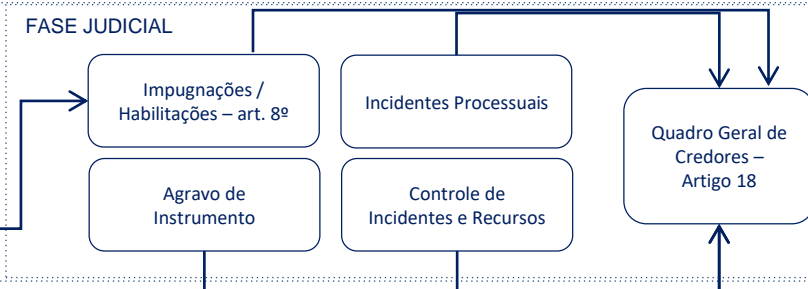 FASE JUDICIAL
Impugnações /
Habilitações – art. 8º
Incidentes Processuais
Quadro Geral de
Credores –
Artigo 18
Agravo de
Instrumento
Controle de
Incidentes e Recursos